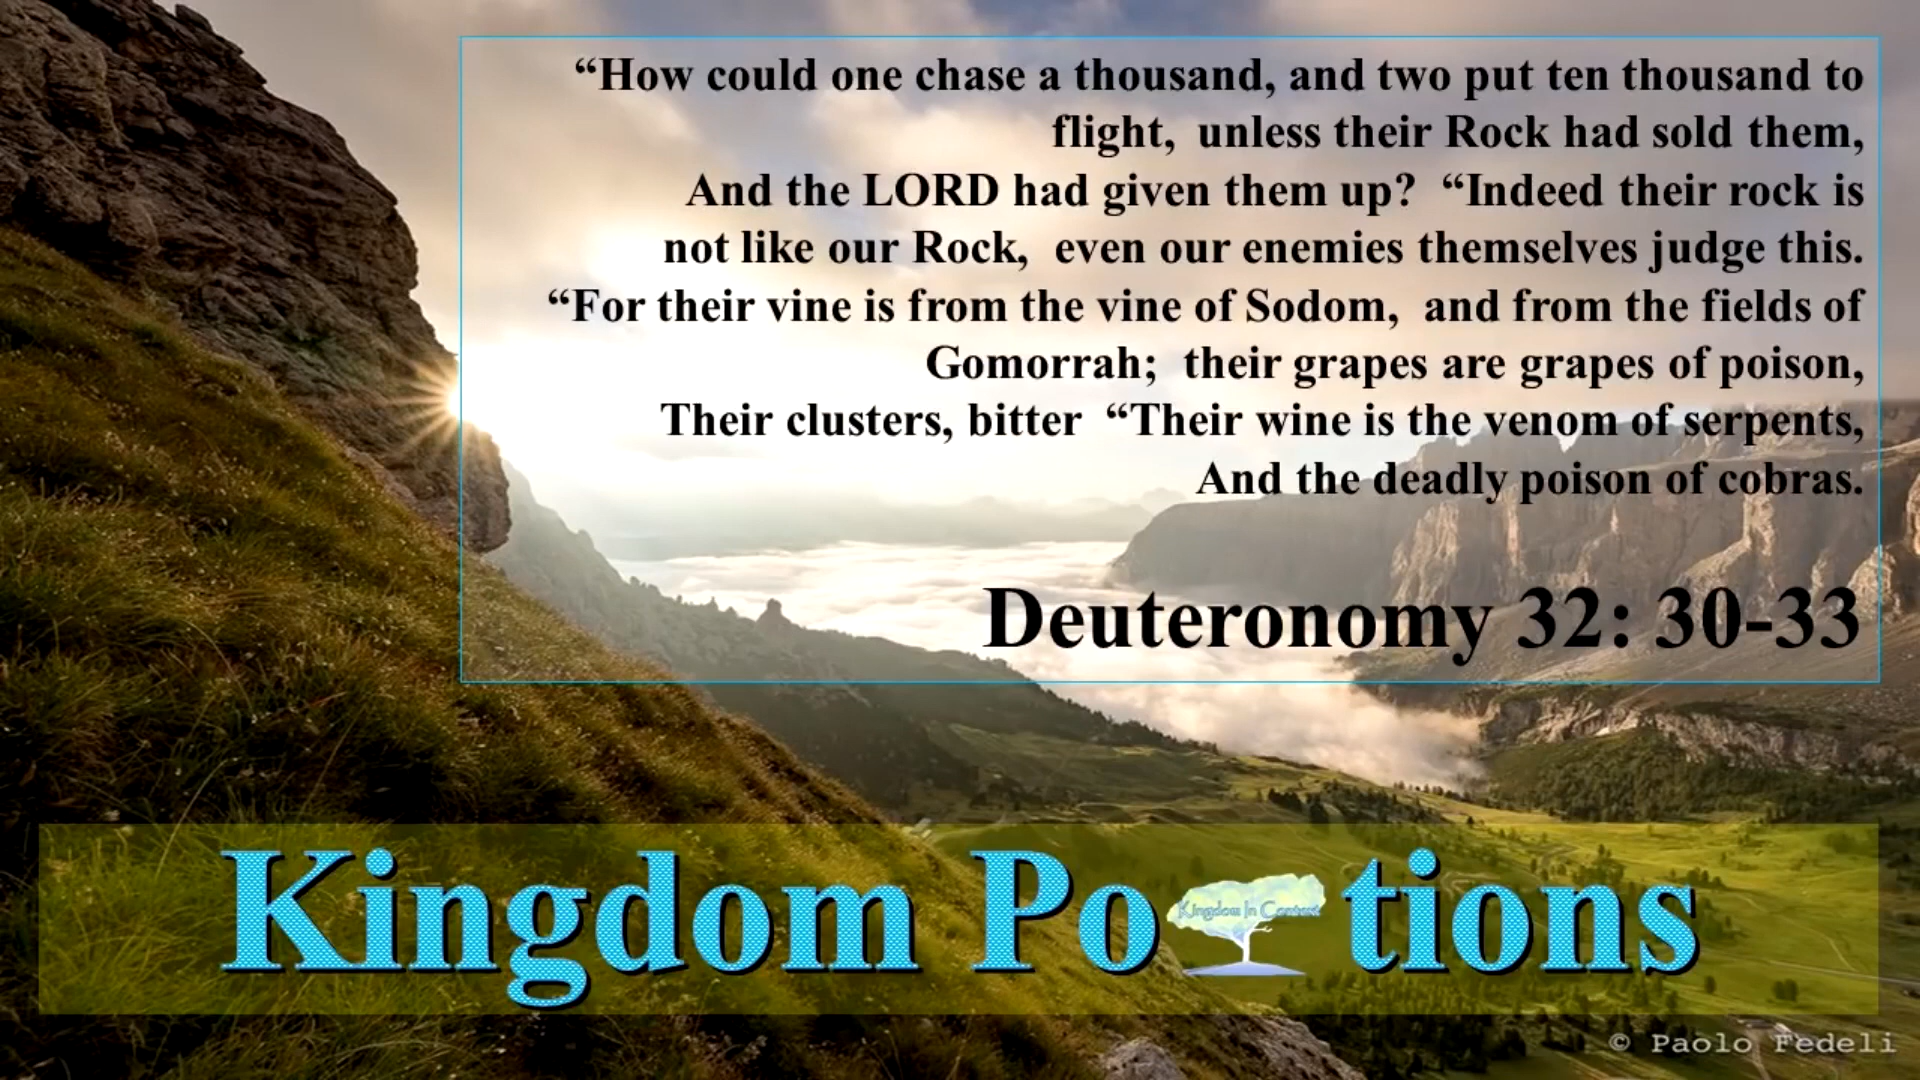 “How could one chase a thousand, and two put ten thousand to
flight,  unless their Rock had sold them,
And the LORD had given them up?  “Indeed their rock is
not like our Rock,  even our enemies themselves judge this.
“For their vine is from the vine of Sodom,  and from the fields of
Gomorrah;  their grapes are grapes of poison,
Their clusters, bitter  “Their wine is the venom of serpents,
And the deadly poison of cobras.
Deuteronomy 32: 30-33
Kingdom Po tions
Kingdom In Context
© Paolo Fedeli